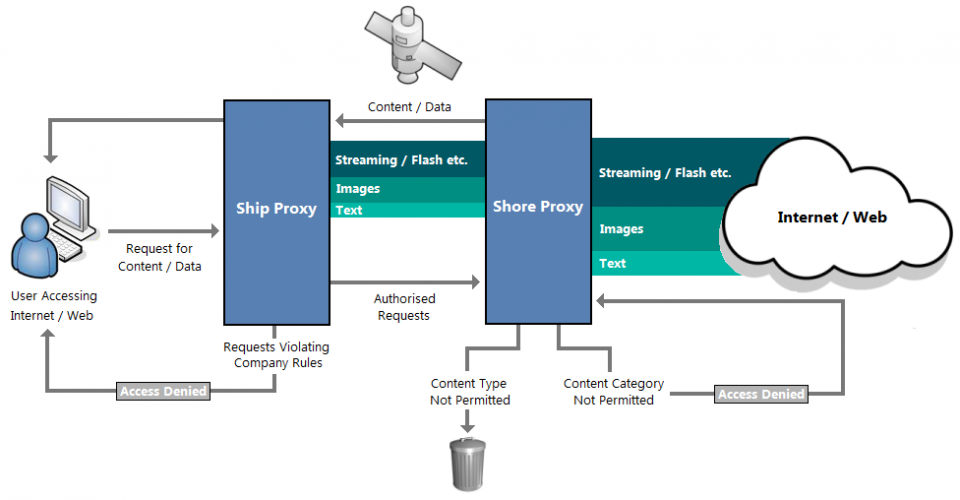 Content / Data
Streaming / Flash etc.
Images
Text
Ship Proxy
Shore Proxy
Streaming / Flash etc.
Images
Text
Internet / Web
Request for
Content / Data
User Accessing
Internet / Web
Authorised
Requests
Requests Violating
Company Rules
Access Denied
Content Type
Not Permitted
Content Category
Not Permitted
Access Denied